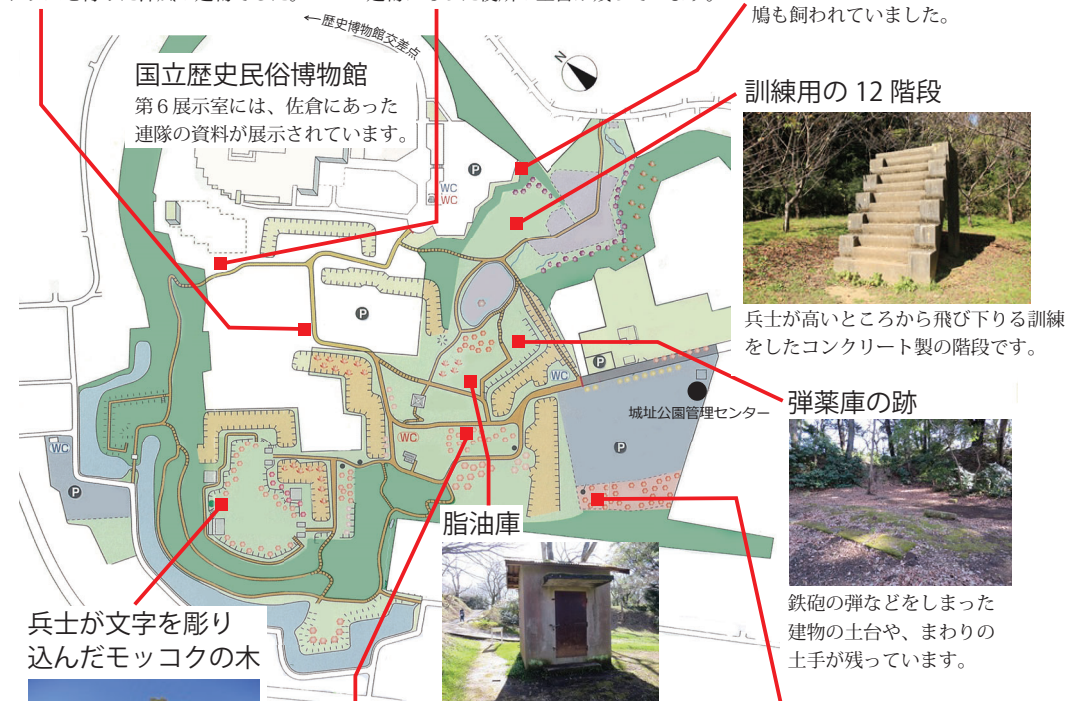 鳩も飼われていました。
←歴史博物館交差点
N
国立歴史民俗博物館
第６展示室には、佐倉にあった
連隊の資料が展示されています。
訓練用の 12 階段
P
WC
WC
兵士が高いところから飛び下りる訓練
をしたコンクリート製の階段です。
P
P
WC
城址公園管理センター
弾薬庫の跡
WC
P
WC
P
脂油庫
鉄砲の弾などをしまった
建物の土台や、まわりの
土手が残っています。
兵士が文字を彫り
込んだモッコクの木